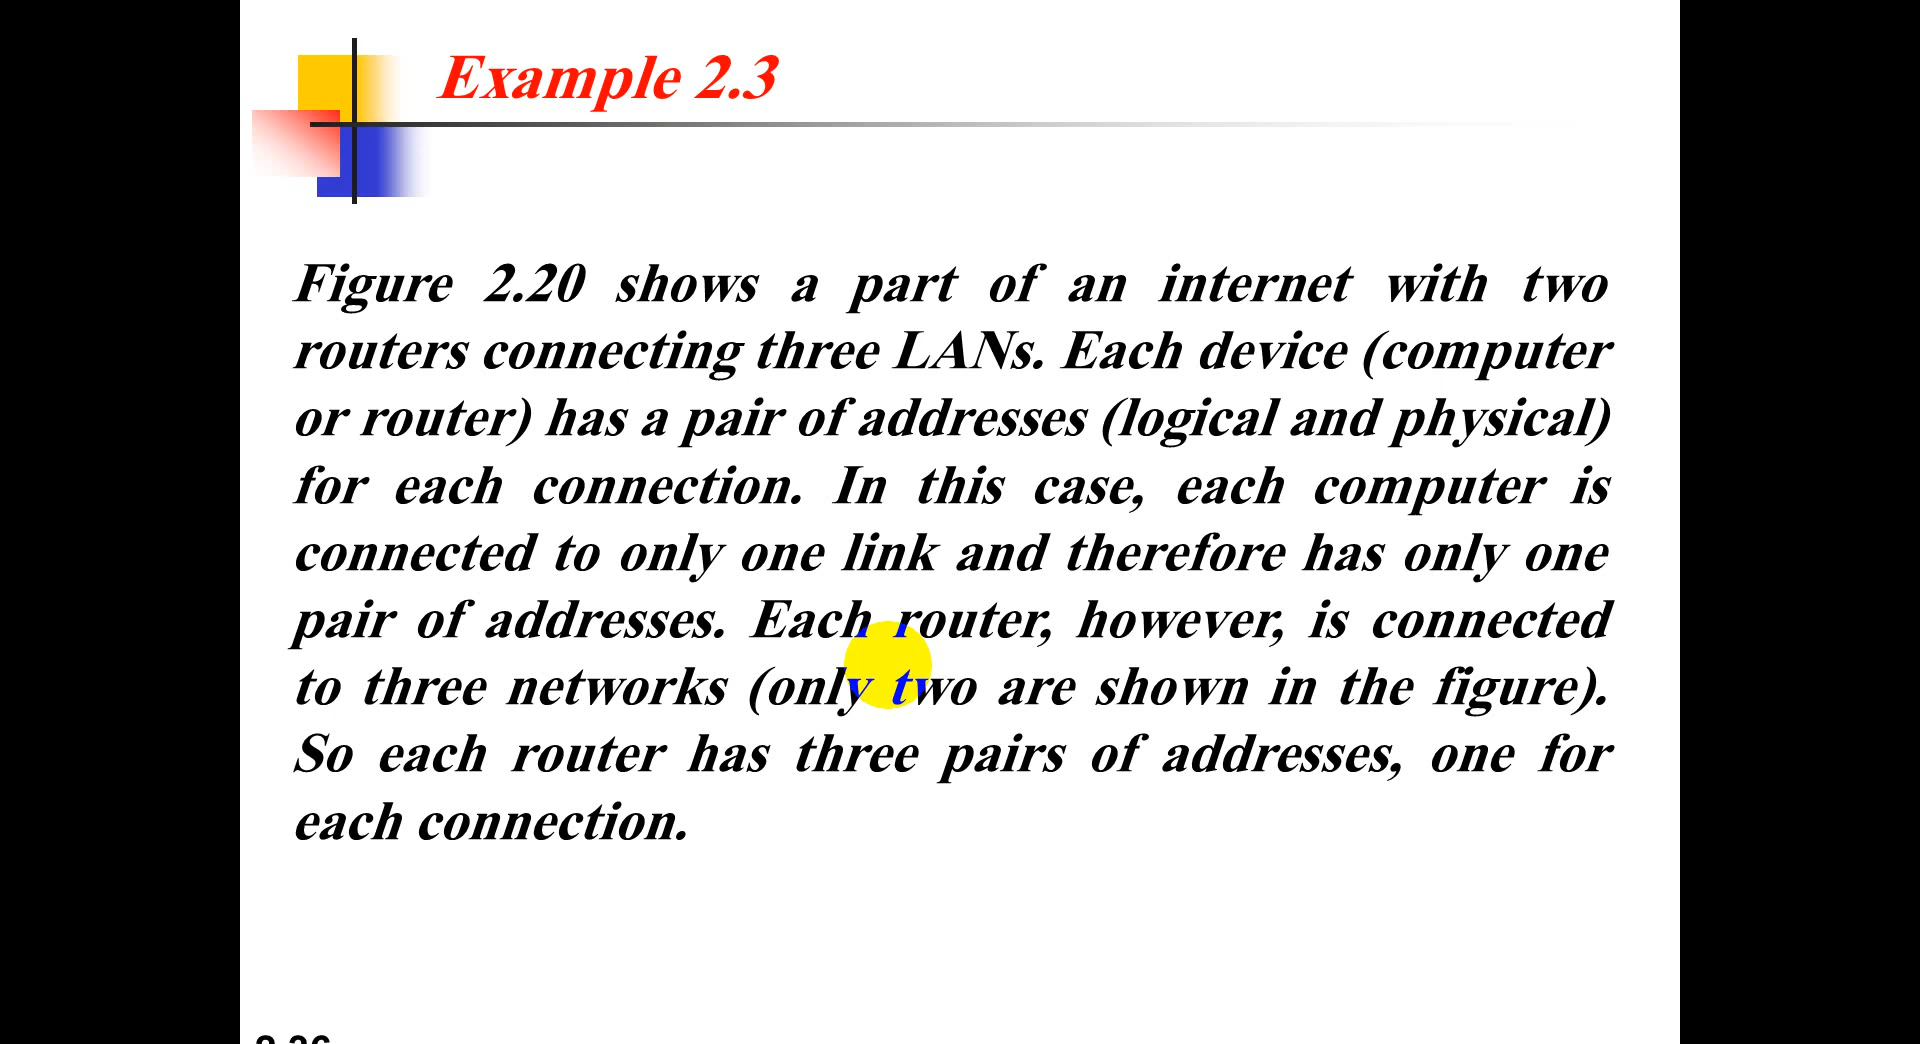 Example 2.3
Figure 2.20 shows a part of an internet with two
routers connecting three LANs. Each device (computer
or router) has a pair of addresses (logical and physical)
for each connection. In this case, each computer is
connected to only one link and therefore has only one
pair of addresses. Each router, however, is connected
to three networks (only two are shown in the figure).
So each router has three pairs of addresses, one for
each connection.